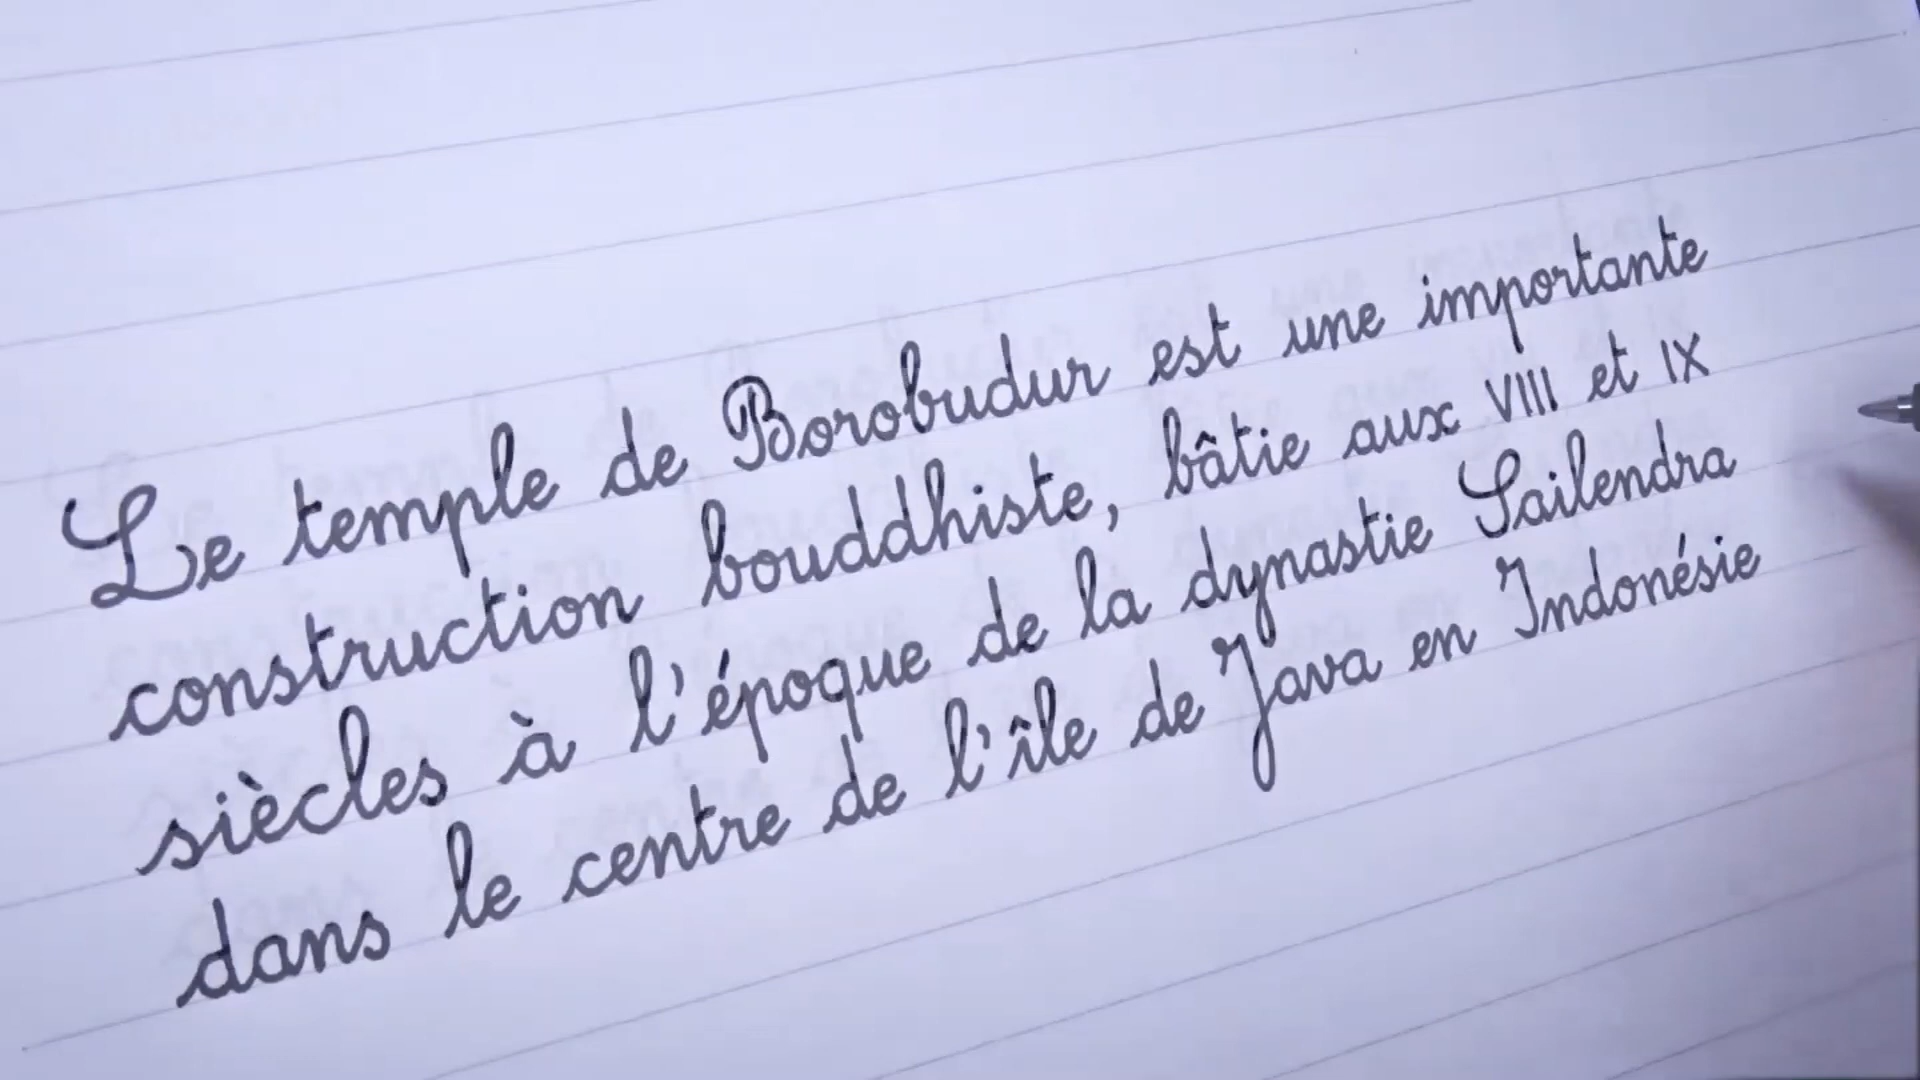 Le temple de Borobudur est une importante
construction bouddhiste, bâtie aux VIII et IX
siècles à l'époque de la dynastie Sailendra
dans le centre de l'île de Java en Indonésie